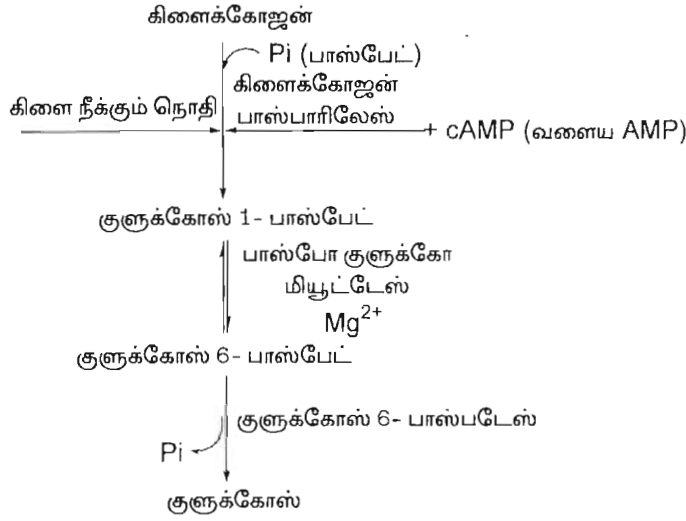 கிளைக்கோஜன்
Pi (பாஸ்பேட்)
கிளைக்கோஜன்
கிளை நீக்கும் நொதி
பாஸ்பாரிலேஸ்
+ cAMP (வளைய AMP)
குளுக்கோஸ் 1- பாஸ்பேட்
பாஸ்போ குளுக்கோ
மியூட்டேஸ்
Mg²⁺
குளுக்கோஸ் 6- பாஸ்பேட்
குளுக்கோஸ் 6- பாஸ்படேஸ்
Pi
குளுக்கோஸ்